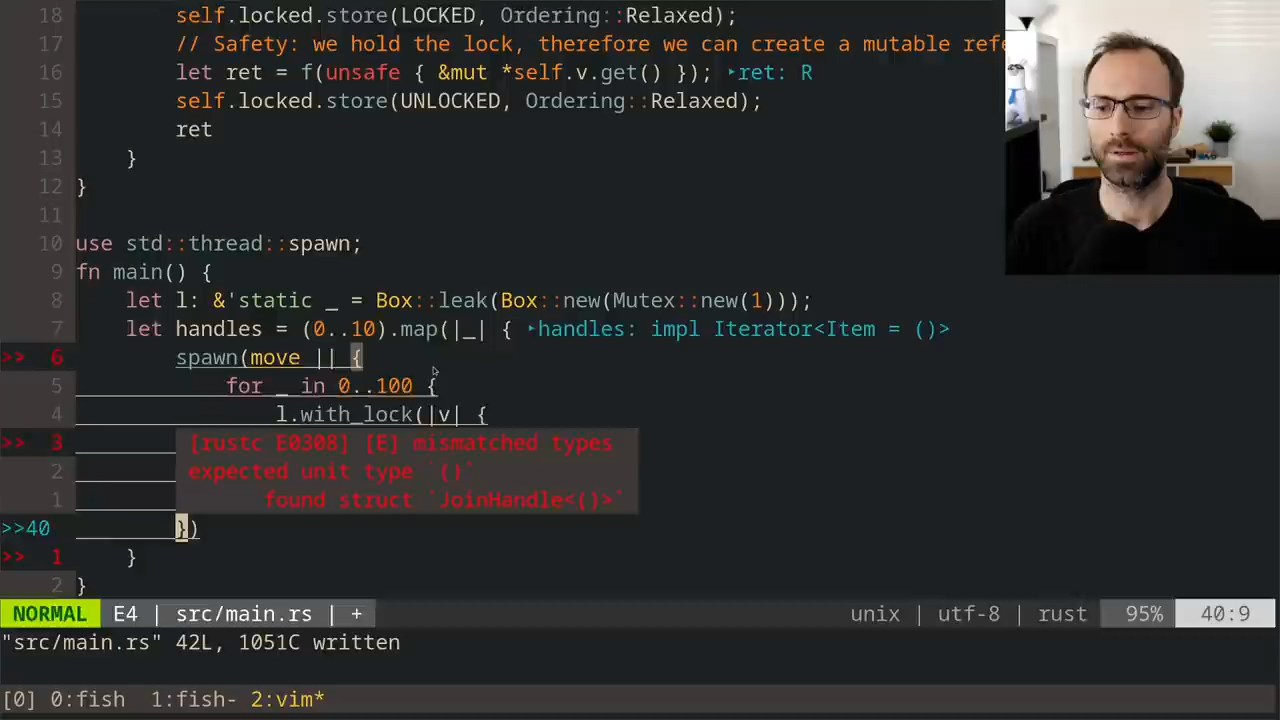 18 self.locked.store(LOCKED, Ordering::Relaxed);
17 // Safety: we hold the lock, therefore we can create a mutable refe
16 let ret = f(unsafe { &mut *self.v.get() }); ‣ret: R
15 self.locked.store(UNLOCKED, Ordering::Relaxed);
14 ret
13 }
12 }
11
10 use std::thread::spawn;
9 fn main() {
8 let l: &'static _ = Box::leak(Box::new(Mutex::new(1)));
7 let handles = (0..10).map(|_| { ‣handles: impl Iterator<Item = ()>
>> 6 spawn(move || {
5 for _ in 0..100 {
4 l.with_lock(|v| {
>> 3 [rustc E0308] [E] mismatched types
2 expected unit type `()`
1 found struct `JoinHandle<()>`
>>40 })
>> 1 }
2 }
NORMAL E4 | src/main.rs | + unix | utf-8 | rust 95% 40:9
"src/main.rs" 42L, 1051C written
[0] 0:fish 1:fish- 2:vim*